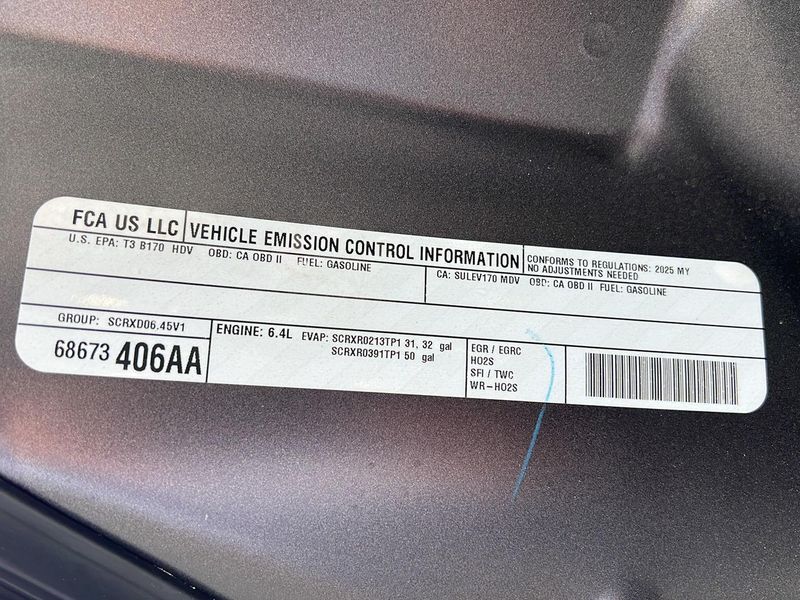 FCA US LLC VEHICLE EMISSION CONTROL INFORMATION
CONFORMS TO REGULATIONS: 2025 MY
NO ADJUSTMENTS NEEDED
U.S. EPA: T3 B170 HDV OBD: CA OBD II FUEL: GASOLINE
CA: SULEV170 MDV OBD: CA OBD II FUEL: GASOLINE
GROUP: SCRXD06.45V1
68673 406AA
ENGINE: 6.4L EVAP: SCRXR0213TP1 31, 32 gal
SCRXR0391TP1 50 gal
EGR / EGRC
HO2S
SFI / TWC
WR-HO2S